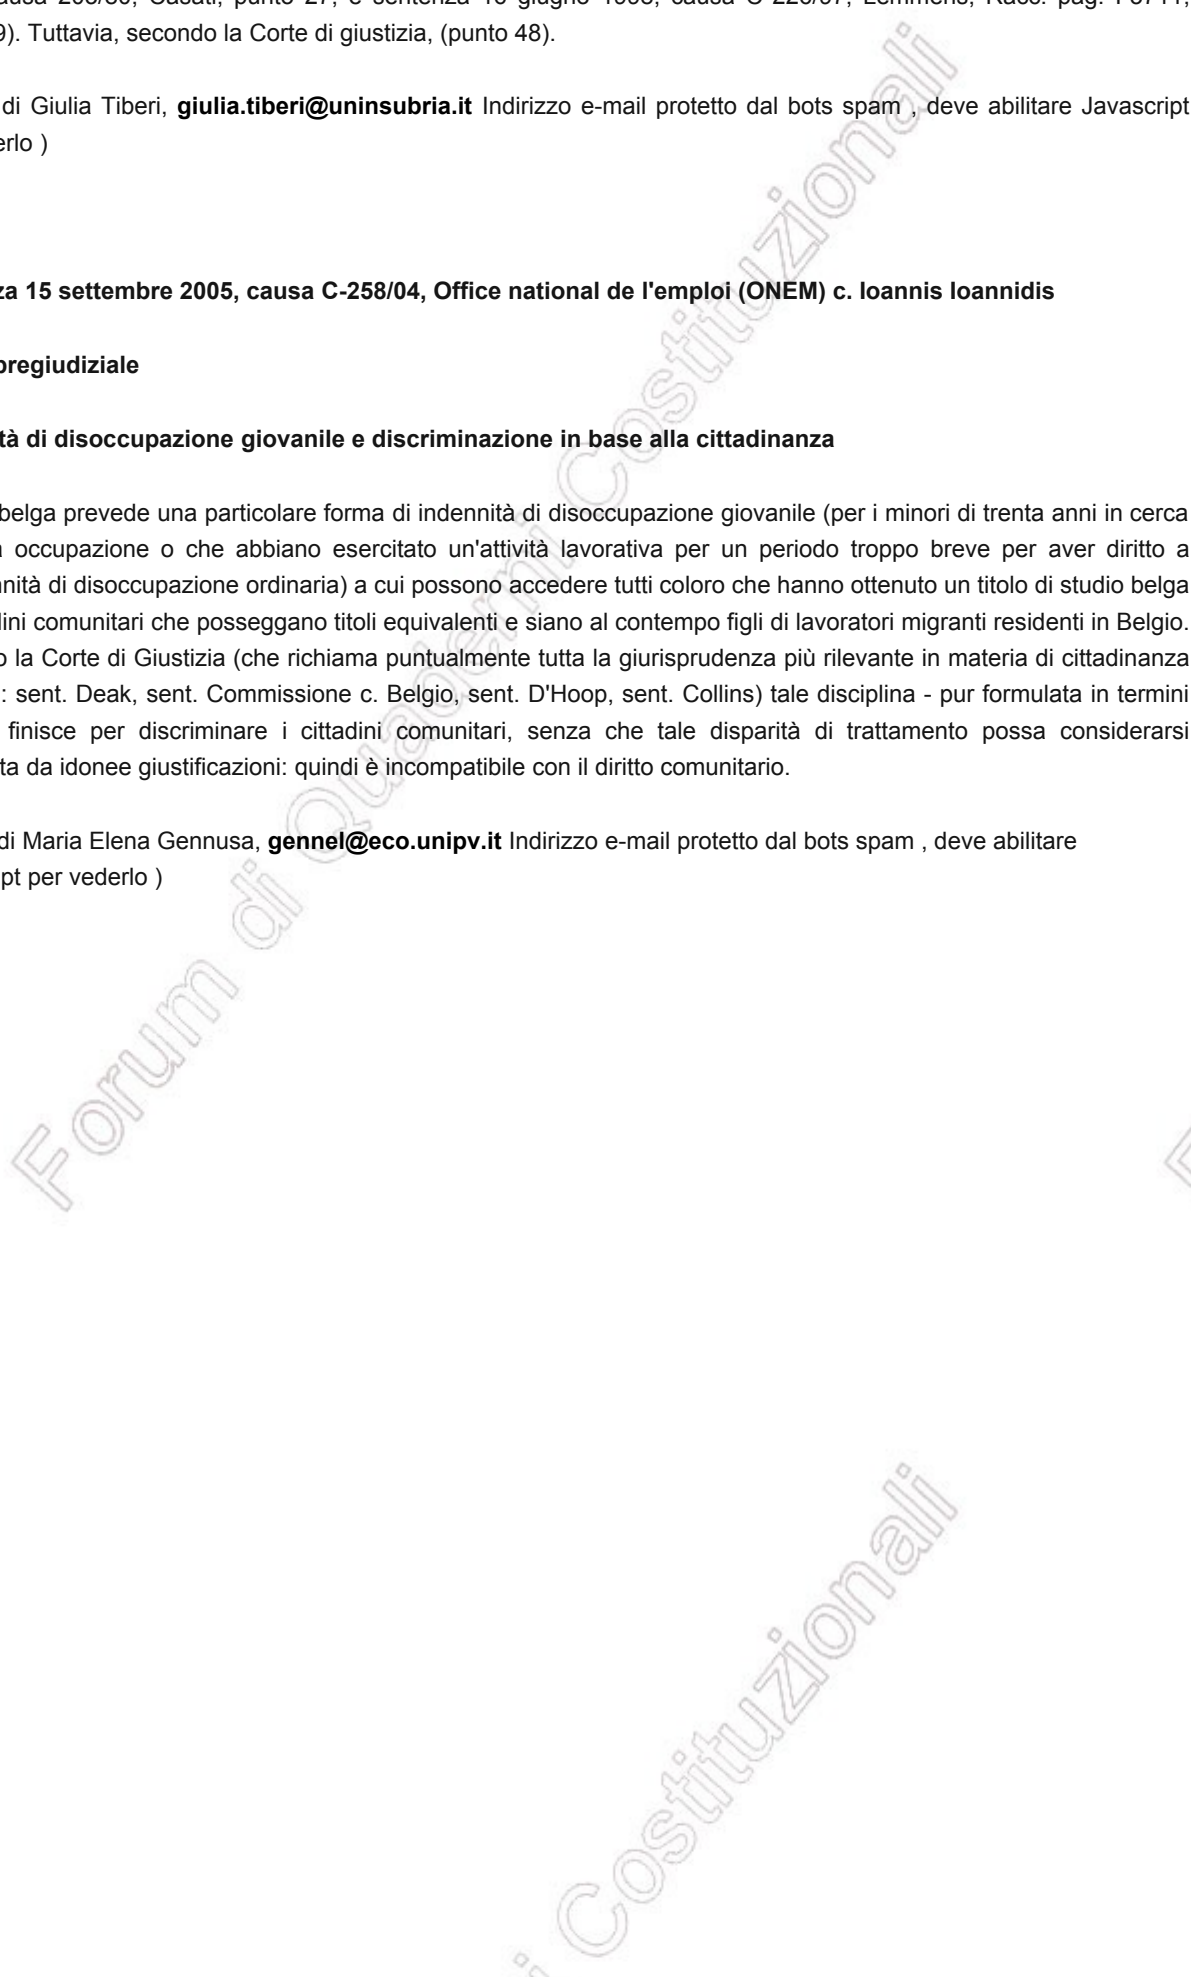 9). Tuttavia, secondo la Corte di giustizia, (punto 48).
di Giulia Tiberi, giulia.tiberi@uninsubria.it Indirizzo e-mail protetto dal bots spam , deve abilitare Javascript
erlo )
za 15 settembre 2005, causa C-258/04, Office national de l'emploi (ONEM) c. Ioannis Ioannidis
pregiudiziale
tà di disoccupazione giovanile e discriminazione in base alla cittadinanza
belga prevede una particolare forma di indennità di disoccupazione giovanile (per i minori di trenta anni in cerca
a occupazione o che abbiano esercitato un'attività lavorativa per un periodo troppo breve per aver diritto a
nnità di disoccupazione ordinaria) a cui possono accedere tutti coloro che hanno ottenuto un titolo di studio belga
dini comunitari che posseggano titoli equivalenti e siano al contempo figli di lavoratori migranti residenti in Belgio.
o la Corte di Giustizia (che richiama puntualmente tutta la giurisprudenza più rilevante in materia di cittadinanza
: sent. Deak, sent. Commissione c. Belgio, sent. D'Hoop, sent. Collins) tale disciplina - pur formulata in termini
finisce per discriminare i cittadini comunitari, senza che tale disparità di trattamento possa considerarsi
ta da idonee giustificazioni: quindi è incompatibile con il diritto comunitario.
di Maria Elena Gennusa, gennel@eco.unipv.it Indirizzo e-mail protetto dal bots spam , deve abilitare
pt per vederlo )
Forum di Quaderni Costituzionali
i Costituzionali